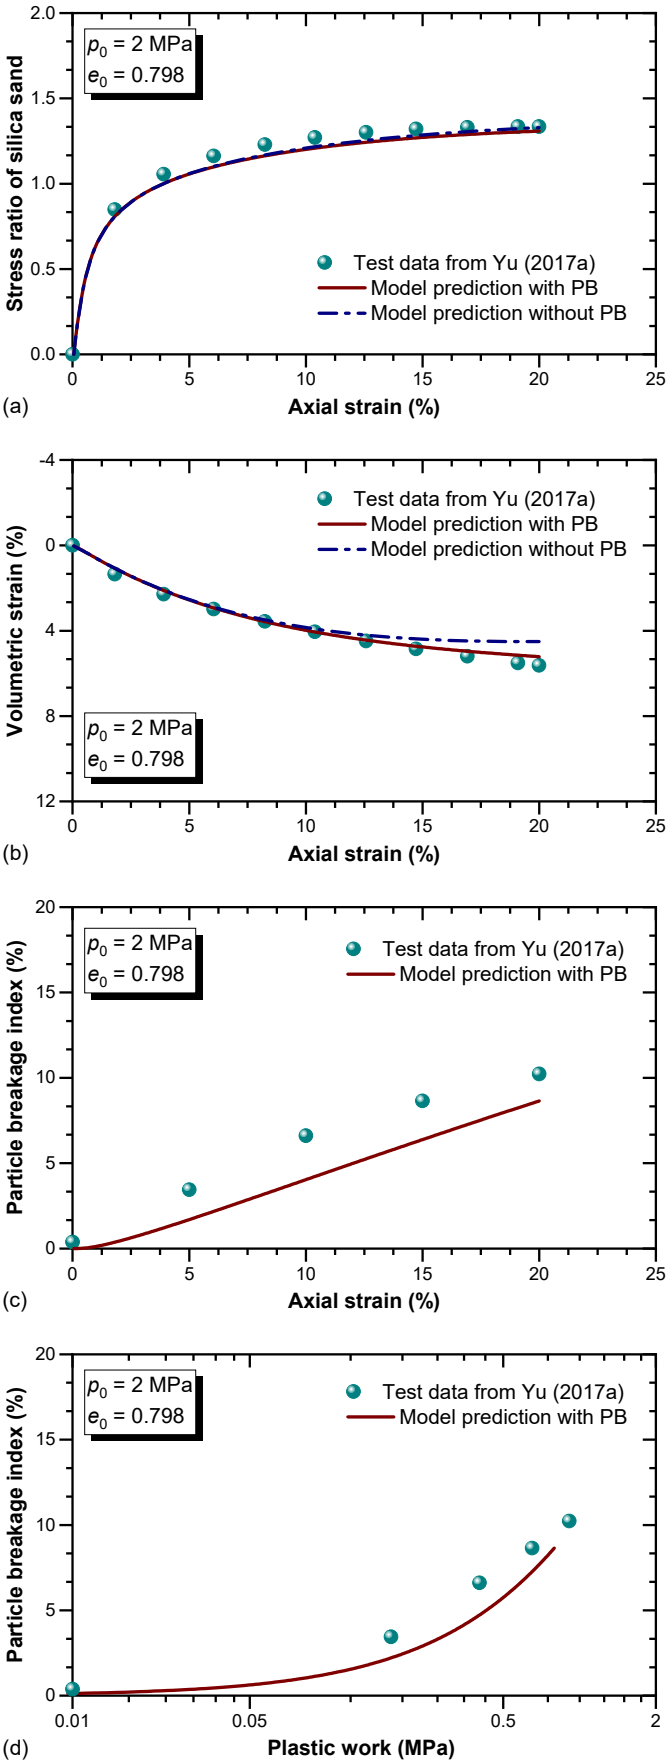 2.0
p0 = 2 MPa
e0 = 0.798
1.5
1.0
0.5
0.0
Stress ratio of silica sand
Test data from Yu (2017a)
Model prediction with PB
Model prediction without PB
0 5 10 15 20 25
(a)
Axial strain (%)
-4
0
4
8
12
Volumetric strain (%)
Test data from Yu (2017a)
Model prediction with PB
Model prediction without PB
p0 = 2 MPa
e0 = 0.798
0 5 10 15 20 25
(b)
Axial strain (%)
20
15
10
5
0
Particle breakage index (%)
p0 = 2 MPa
e0 = 0.798
Test data from Yu (2017a)
Model prediction with PB
0 5 10 15 20 25
(c)
Axial strain (%)
20
15
10
5
0
Particle breakage index (%)
p0 = 2 MPa
e0 = 0.798
Test data from Yu (2017a)
Model prediction with PB
0.01 0.05 0.5 2
(d)
Plastic work (MPa)